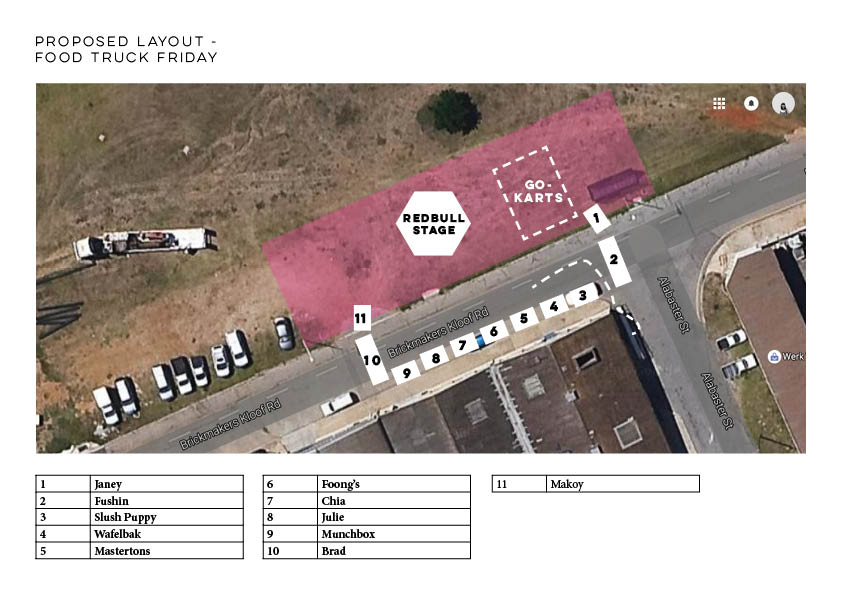 PROPOSED LAYOUT -
FOOD TRUCK FRIDAY
GO-
KARTS
REDBULL
STAGE
1
2
3
4
5
6
7
8
9
10
11
Brickmakers Kloof Rd
Brickmakers Kloof Rd
Alabaster St
Alabaster St
Werk
1 Janey
2 Fushin
3 Slush Puppy
4 Wafelbak
5 Mastertons
6 Foong's
7 Chia
8 Julie
9 Munchbox
10 Brad
11 Makoy